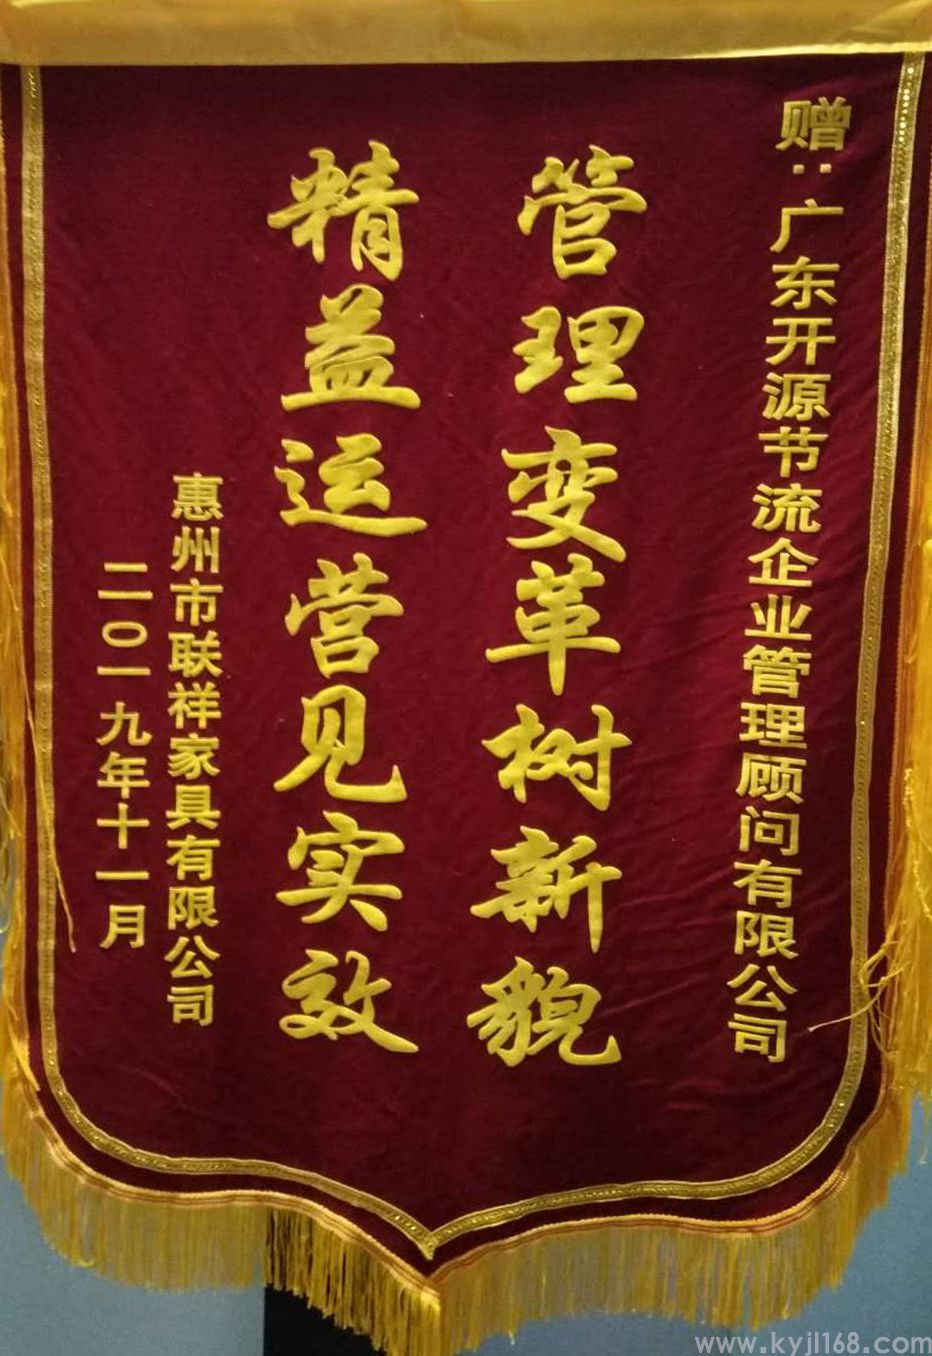 赠:广东开源节流企业管理顾问有限公司
管理变革树新貌
精益运营见实效
惠州市联祥家具有限公司
二〇一九年十一月
www.kyjl168.com